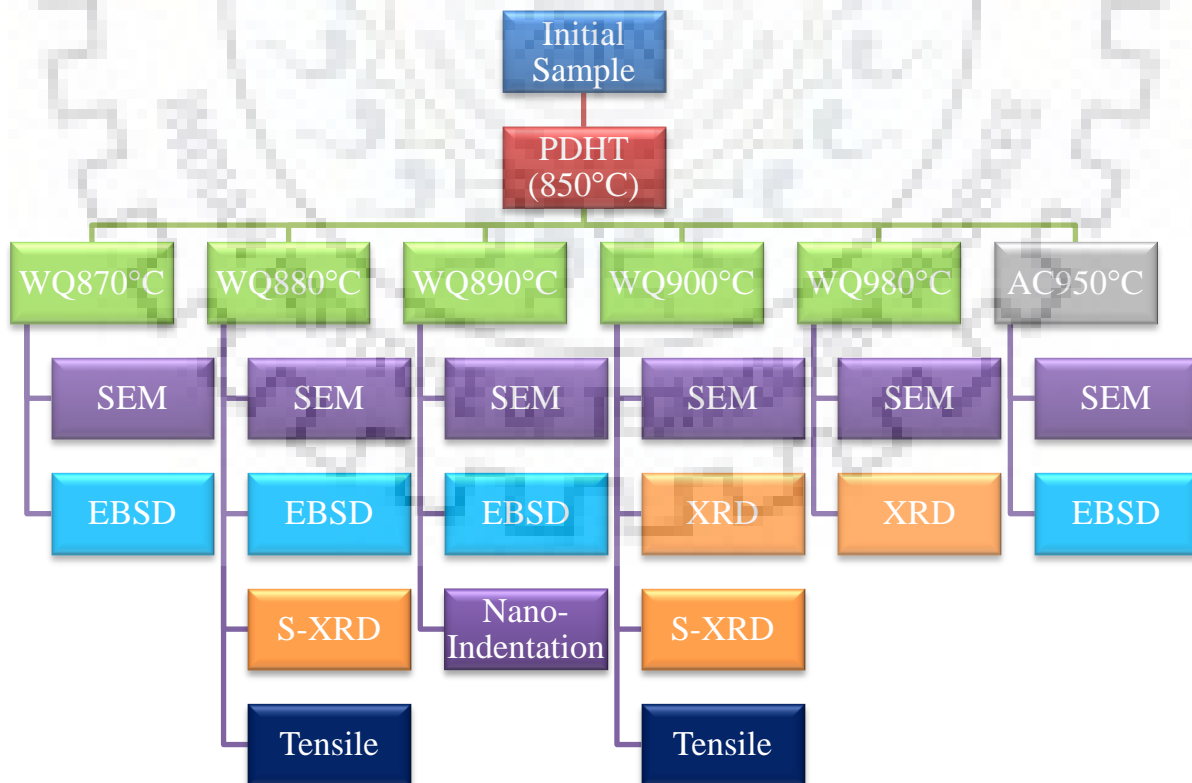 Initial
Sample
PDHT
(850°C)
WQ870°C
WQ880°C
WQ890°C
WQ900°C
WQ980°C
AC950°C
SEM
SEM
SEM
SEM
SEM
SEM
EBSD
EBSD
EBSD
XRD
XRD
EBSD
S-XRD
Nano-
Indentation
S-XRD
Tensile
Tensile